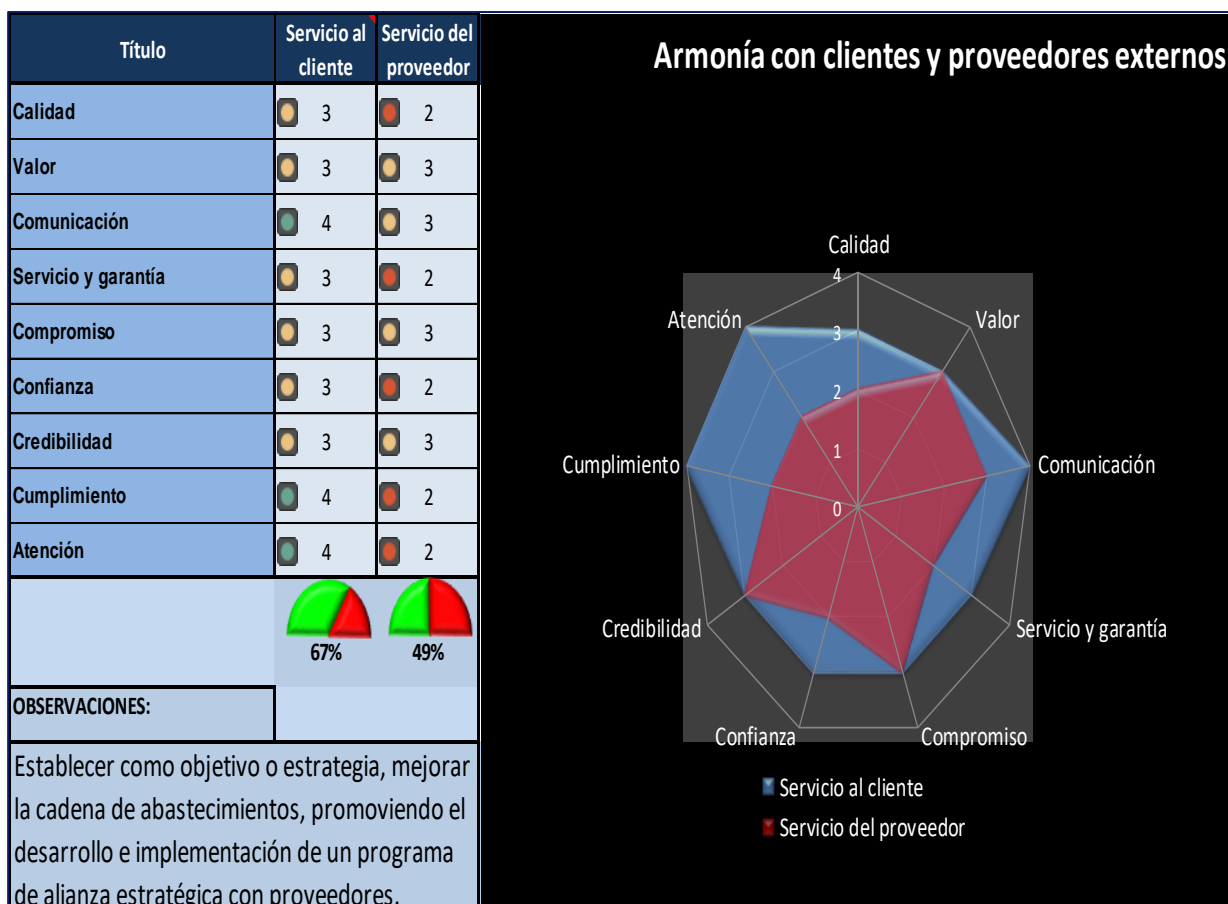 Título
Servicio al
cliente
Servicio del
proveedor
Calidad 3 2
Valor 3 3
Comunicación 4 3
Servicio y garantía 3 2
Compromiso 3 3
Confianza 3 2
Credibilidad 3 3
Cumplimiento 4 2
Atención 4 2
67% 49%
OBSERVACIONES:
Establecer como objetivo o estrategia, mejorar
la cadena de abastecimientos, promoviendo el
desarrollo e implementación de un programa
de alianza estratégica con proveedores.
Armonía con clientes y proveedores externos
Calidad
Valor
Comunicación
Servicio y garantía
Compromiso
Confianza
Credibilidad
Cumplimiento
Atención
4
3
2
1
0
Servicio al cliente
Servicio del proveedor